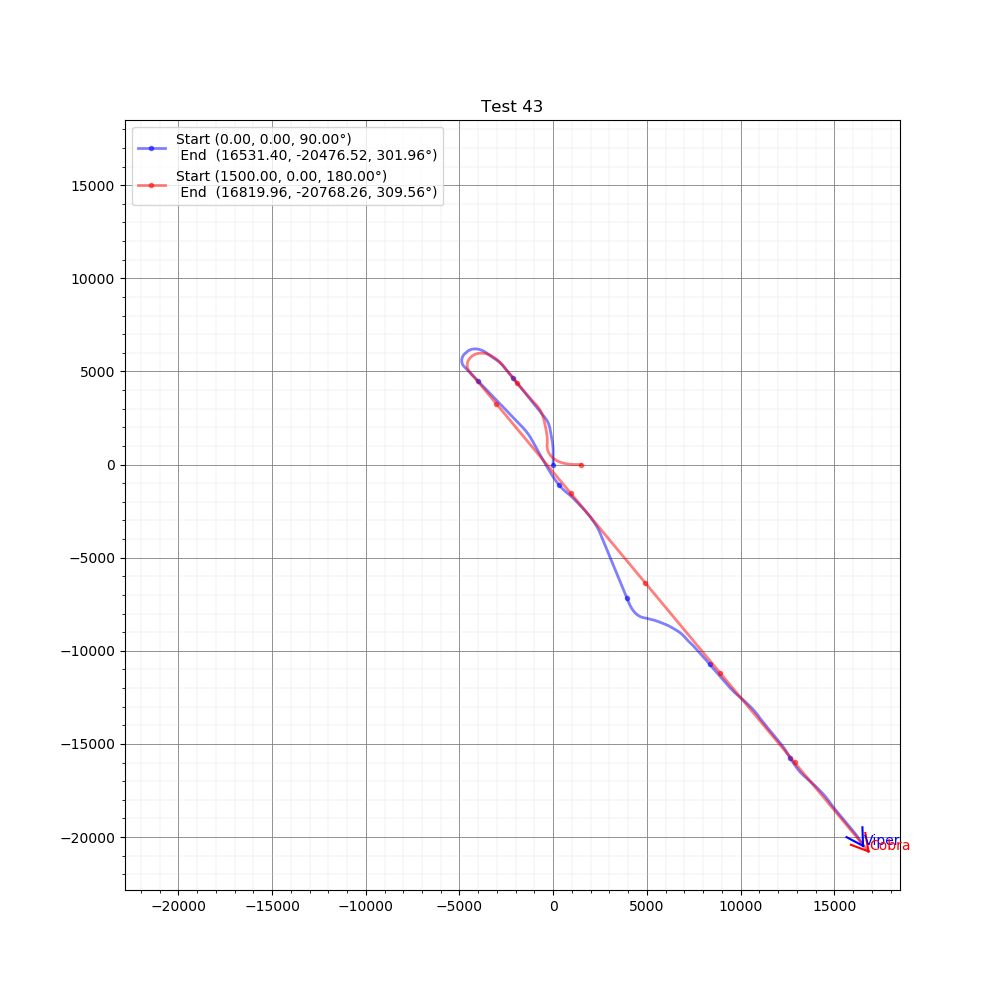 Test 43
Start (0.00, 0.00, 90.00°)
End  (16531.40, -20476.52, 301.96°)
Start (1500.00, 0.00, 180.00°)
End  (16819.96, -20768.26, 309.56°)
15000
10000
5000
0
−5000
−10000
−15000
−20000
Viper
Cobra
−20000 −15000 −10000 −5000 0 5000 10000 15000